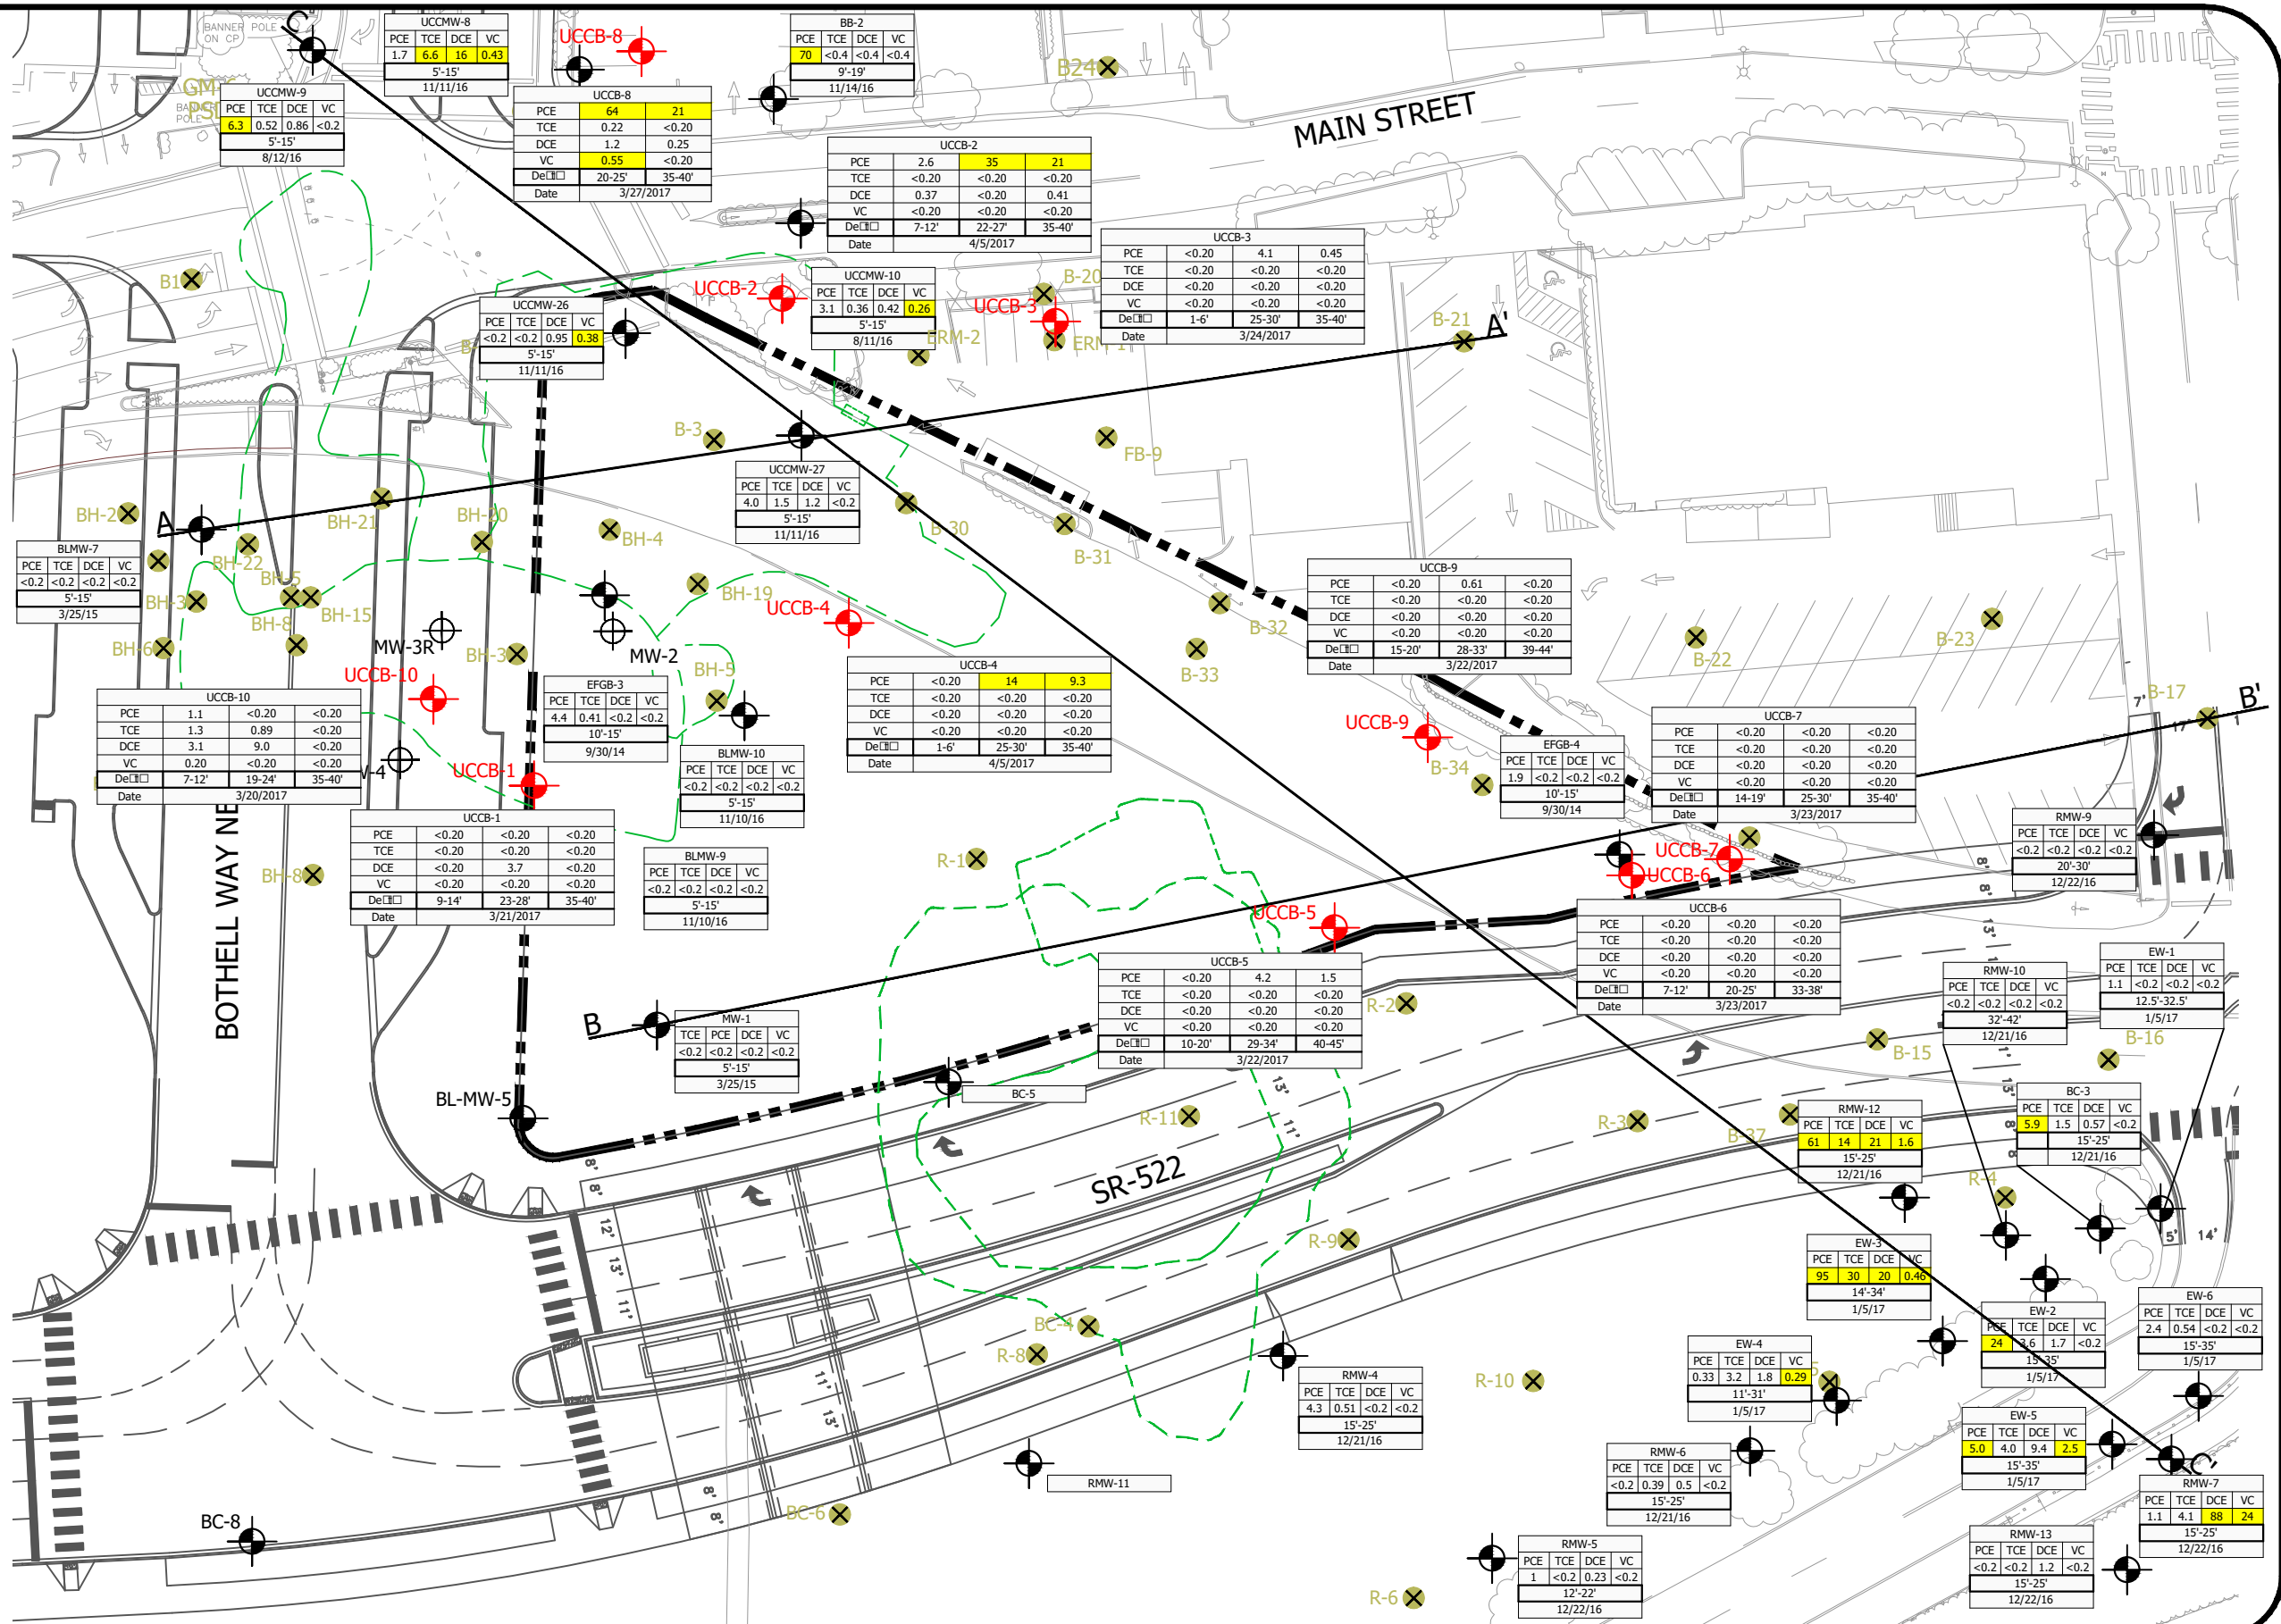 BANNER POLE
ON CP
C
UCCMW-8
PCE TCE DCE VC
1.7 6.6 16 0.43
5'-15'
11/11/16
UCCB-8
BB-2
PCE TCE DCE VC
70 <0.4 <0.4 <0.4
9'-19'
11/14/16
B24
MAIN STREET
UCCMW-9
PCE TCE DCE VC
6.3 0.52 0.86 <0.2
5'-15'
8/12/16
UCCB-8
PCE 64 21
TCE 0.22 <0.20
DCE 1.2 0.25
VC 0.55 <0.20
20-25' 35-40'
Date 3/27/2017
UCCB-2
PCE 2.6 35 21
TCE <0.20 <0.20 <0.20
DCE 0.37 <0.20 0.41
VC <0.20 <0.20 <0.20
7-12' 22-27' 35-40'
Date 4/5/2017
UCCB-3
PCE <0.20 4.1 0.45
TCE <0.20 <0.20 <0.20
DCE <0.20 <0.20 <0.20
VC <0.20 <0.20 <0.20
1-6' 25-30' 35-40'
Date 3/24/2017
B1
UCCB-2
UCCMW-10
PCE TCE DCE VC
3.1 0.36 0.42 0.26
5'-15'
8/11/16
B-20
UCCB-3
ERM-2
B-21
A'
UCCMW-26
PCE TCE DCE VC
<0.2 <0.2 0.95 0.38
5'-15'
11/11/16
B-3
FB-9
UCCMW-27
PCE TCE DCE VC
4.0 1.5 1.2 <0.2
5'-15'
11/11/16
BH-2
A
BH-21
BH-20
BH-4
B-30
B-31
BLMW-7
PCE TCE DCE VC
<0.2 <0.2 <0.2 <0.2
5'-15'
3/25/15
BH-22
BH-5
BH-3
BH-15
BH-19
UCCB-4
B-32
UCCB-9
PCE <0.20 0.61 <0.20
TCE <0.20 <0.20 <0.20
DCE <0.20 <0.20 <0.20
VC <0.20 <0.20 <0.20
15-20' 28-33' 39-44'
Date 3/22/2017
B-22
B-23
BH-6
BH-8
MW-3R
BH-3
MW-2
B-33
UCCB-10
UCCB-10
PCE 1.1 <0.20 <0.20
TCE 1.3 0.89 <0.20
DCE 3.1 9.0 <0.20
VC 0.20 <0.20 <0.20
7-12' 19-24' 35-40'
Date 3/20/2017
EFGB-3
PCE TCE DCE VC
4.4 0.41 <0.2 <0.2
10'-15'
9/30/14
BH-5
UCCB-4
PCE <0.20 14 9.3
TCE <0.20 <0.20 <0.20
DCE <0.20 <0.20 <0.20
VC <0.20 <0.20 <0.20
1-6' 25-30' 35-40'
Date 4/5/2017
UCCB-9
B-34
EFGB-4
PCE TCE DCE VC
1.9 <0.2 <0.2 <0.2
10'-15'
9/30/14
UCCB-7
PCE <0.20 <0.20 <0.20
TCE <0.20 <0.20 <0.20
DCE <0.20 <0.20 <0.20
VC <0.20 <0.20 <0.20
14-19' 25-30' 35-40'
Date 3/23/2017
7'
17'
B-17
B'
UCCB-1
BLMW-10
PCE TCE DCE VC
<0.2 <0.2 <0.2 <0.2
5'-15'
11/10/16
BOTHELL WAY NE
UCCB-1
PCE <0.20 <0.20 <0.20
TCE <0.20 <0.20 <0.20
DCE <0.20 3.7 <0.20
VC <0.20 <0.20 <0.20
9-14' 23-28' 35-40'
Date 3/21/2017
BH-8
BLMW-9
PCE TCE DCE VC
<0.2 <0.2 <0.2 <0.2
5'-15'
11/10/16
R-1
UCCB-5
UCCB-7
UCCB-6
RMW-9
PCE TCE DCE VC
<0.2 <0.2 <0.2 <0.2
20'-30'
12/22/16
8'
8'
13'
UCCB-6
PCE <0.20 <0.20 <0.20
TCE <0.20 <0.20 <0.20
DCE <0.20 <0.20 <0.20
VC <0.20 <0.20 <0.20
7-12' 20-25' 33-38'
Date 3/23/2017
UCCB-5
PCE <0.20 4.2 1.5
TCE <0.20 <0.20 <0.20
DCE <0.20 <0.20 <0.20
VC <0.20 <0.20 <0.20
10-20' 29-34' 40-45'
Date 3/22/2017
R-2
RMW-10
PCE TCE DCE VC
<0.2 <0.2 <0.2 <0.2
32'-42'
12/21/16
EW-1
PCE TCE DCE VC
1.1 <0.2 <0.2 <0.2
12.5'-32.5'
1/5/17
B
MW-1
TCE PCE DCE VC
<0.2 <0.2 <0.2 <0.2
5'-15'
3/25/15
BC-5
BL-MW-5
B-15
B-16
13'
13'
R-11
11'
R-3
B-37
RMW-12
PCE TCE DCE VC
61 14 21 1.6
15'-25'
12/21/16
BC-3
PCE TCE DCE VC
5.9 1.5 0.57 <0.2
15'-25'
12/21/16
8'
8'
8'
8'
SR-522
R-4
5'
14'
12'
13'
11'
R-9
EW-3
PCE TCE DCE VC
95 30 20 0.46
14'-34'
1/5/17
EW-2
PCE TCE DCE VC
24 3.6 1.7 <0.2
15'-35'
1/5/17
EW-6
PCE TCE DCE VC
2.4 0.54 <0.2 <0.2
15'-35'
1/5/17
BC-4
R-8
11'
13'
RMW-4
PCE TCE DCE VC
4.3 0.51 <0.2 <0.2
15'-25'
12/21/16
R-10
EW-4
PCE TCE DCE VC
0.33 3.2 1.8 0.29
11'-31'
1/5/17
EW-5
PCE TCE DCE VC
5.0 4.0 9.4 2.5
15'-35'
1/5/17
C'
RMW-6
PCE TCE DCE VC
<0.2 0.39 0.5 <0.2
15'-25'
12/21/16
RMW-7
PCE TCE DCE VC
1.1 4.1 88 24
15'-25'
12/22/16
RMW-11
8'
8'
BC-6
BC-8
RMW-5
PCE TCE DCE VC
1 <0.2 0.23 <0.2
12'-22'
12/22/16
RMW-13
PCE TCE DCE VC
<0.2 <0.2 1.2 <0.2
15'-25'
12/22/16
R-6